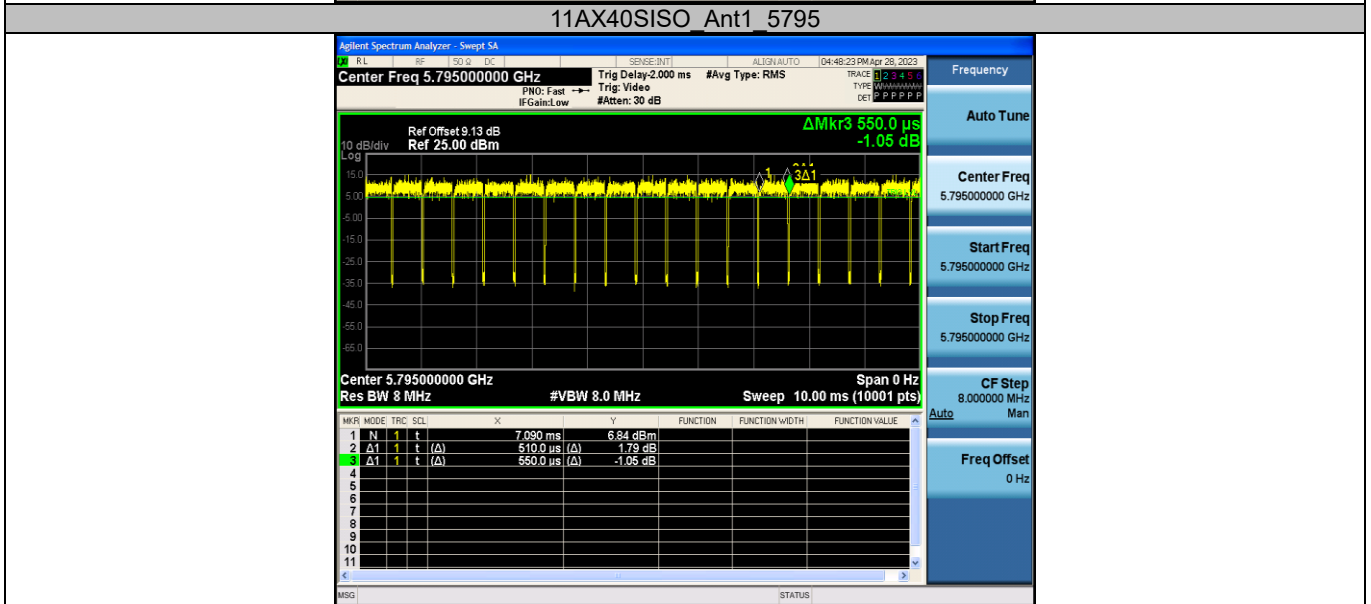 11AX40SISO_Ant1_5795
Agilent Spectrum Analyzer - Swept SA
RL RF 50 Ω DC SENSE:INT ALIGNAUTO 04:48:23 PM Apr 28, 2023
Center Freq 5.795000000 GHz Trig Delay-2.000 ms #Avg Type: RMS TRACE 1 2 3 4 5 6
PNO: Fast Trig: Video TYPE
IFGain:Low #Atten: 30 dB DET P P P P P P
Frequency
Auto Tune
Center Freq
5.795000000 GHz
Start Freq
5.795000000 GHz
Stop Freq
5.795000000 GHz
CF Step
8.000000 MHz
Auto Man
Freq Offset
0 Hz
ΔMkr3 550.0 µs
Ref Offset 9.13 dB
10 dB/div Ref 25.00 dBm -1.05 dB
Log
15.0
5.00
-5.00
-15.0
-25.0
-35.0
-45.0
-55.0
-65.0
1
3Δ1
Center 5.795000000 GHz Span 0 Hz
Res BW 8 MHz #VBW 8.0 MHz Sweep 10.00 ms (10001 pts)
MKR MODE TRC SCL X Y FUNCTION FUNCTION WIDTH FUNCTION VALUE
1 N 1 t 7.090 ms 6.84 dBm
2 Δ1 1 t (Δ) 510.0 µs (Δ) 1.79 dB
3 Δ1 1 t (Δ) 550.0 µs (Δ) -1.05 dB
4
5
6
7
8
9
10
11
MSG STATUS